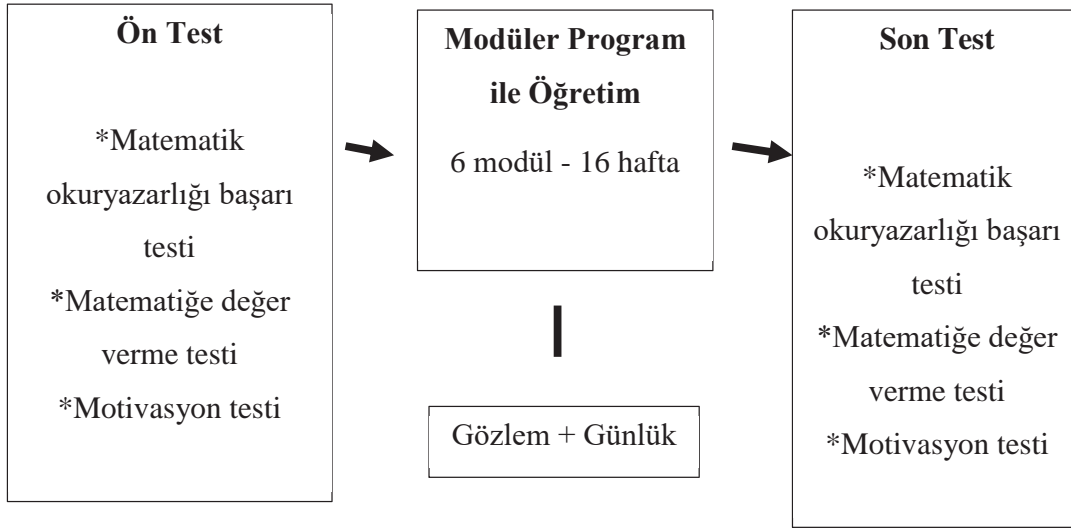 Ön Test
*Matematik
okuryazarlığı başarı
testi
*Matematiğe değer
verme testi
*Motivasyon testi
Modüler Program
ile Öğretim
6 modül - 16 hafta
Gözlem + Günlük
Son Test
*Matematik
okuryazarlığı başarı
testi
*Matematiğe değer
verme testi
*Motivasyon testi